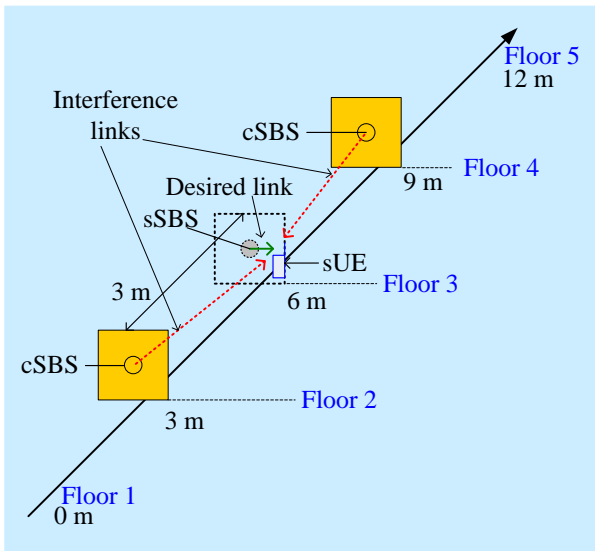 Floor 5
12 m
Interference
links
cSBS
Floor 4
9 m
Desired link
sSBS
sUE
3 m
6 m
Floor 3
cSBS
Floor 2
3 m
Floor 1
0 m